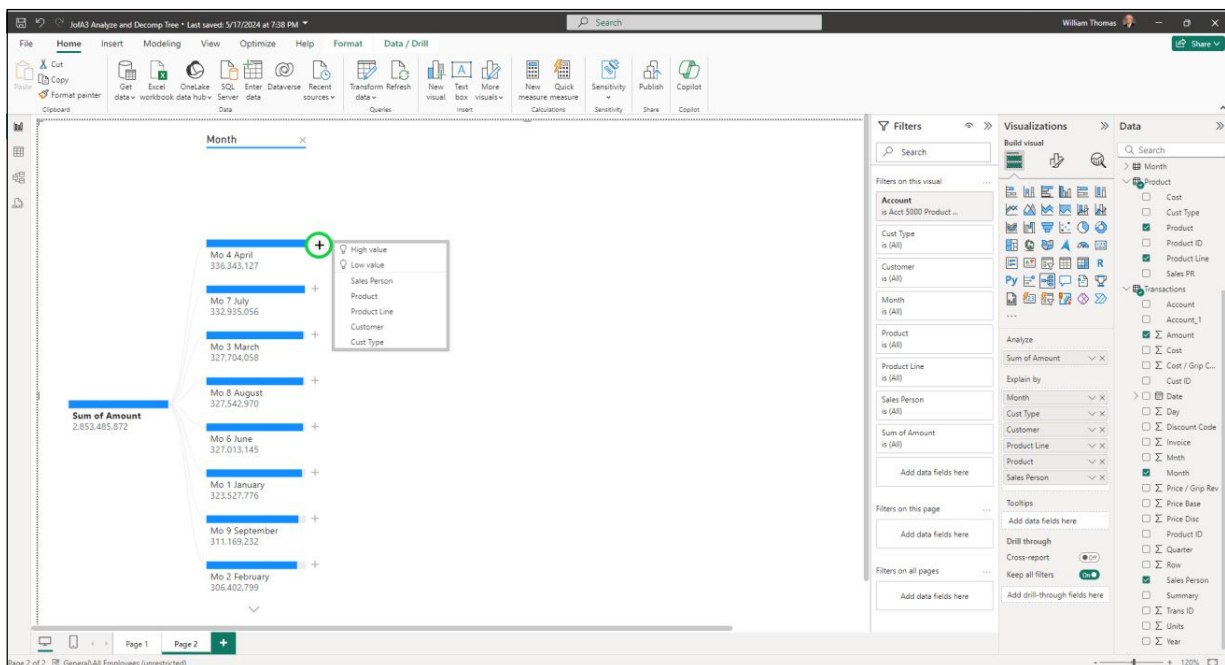 JofA3 Analyze and Decomp Tree • Last saved: 5/17/2024 at 7:38 PM
Search
William Thomas
File Home Insert Modeling View Optimize Help Format Data / Drill
Share
Paste
Cut
Copy
Format painter
Clipboard
Get data
Excel workbook
OneLake data hub
SQL Server
Enter data
Dataverse
Recent sources
Data
Transform data
Refresh
Queries
New visual
Text box
More visuals
Insert
New measure
Quick measure
Calculations
Sensitivity
Sensitivity
Publish
Share
Copilot
Copilot
Month
Sum of Amount
2,853,485,872
Mo 4 April
336,343,127
Mo 7 July
332,935,056
Mo 3 March
327,704,058
Mo 8 August
327,542,970
Mo 6 June
327,013,145
Mo 1 January
323,527,776
Mo 9 September
311,169,232
Mo 2 February
306,402,799
High value
Low value
Sales Person
Product
Product Line
Customer
Cust Type
Filters
Search
Filters on this visual
Account
is Acct 5000 Product ...
Cust Type
is (All)
Customer
is (All)
Month
is (All)
Product
is (All)
Product Line
is (All)
Sales Person
is (All)
Sum of Amount
is (All)
Add data fields here
Filters on this page
Add data fields here
Filters on all pages
Add data fields here
Visualizations
Build visual
R
Py
Analyze
Sum of Amount
Explain by
Month
Cust Type
Customer
Product Line
Product
Sales Person
Tooltips
Add data fields here
Drill through
Cross-report
Off
Keep all filters
On
Add drill-through fields here
Data
Search
Month
Product
Cost
Cust Type
Product
Product ID
Product Line
Sales PR
Transactions
Account
Account_1
Amount
Cost
Cost / Grip C...
Cust ID
Date
Day
Discount Code
Invoice
Mnth
Month
Price / Grip Rev
Price Base
Price Disc
Product ID
Quarter
Row
Sales Person
Summary
Trans ID
Units
Year
Page 1
Page 2
Page 2 of 2
General\All Employees (unrestricted)
120%